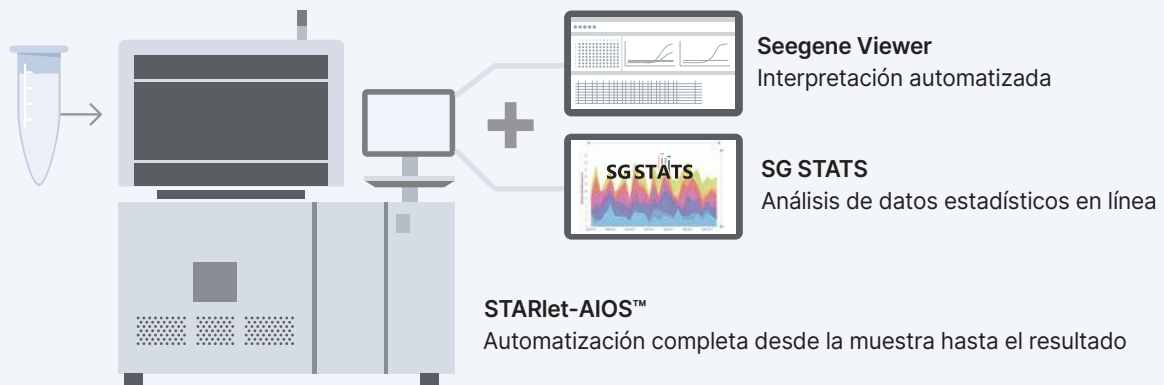 Seegene Viewer
Interpretación automatizada
SG STATS
SG STATS
Análisis de datos estadísticos en línea
STARlet-AIOS™
Automatización completa desde la muestra hasta el resultado